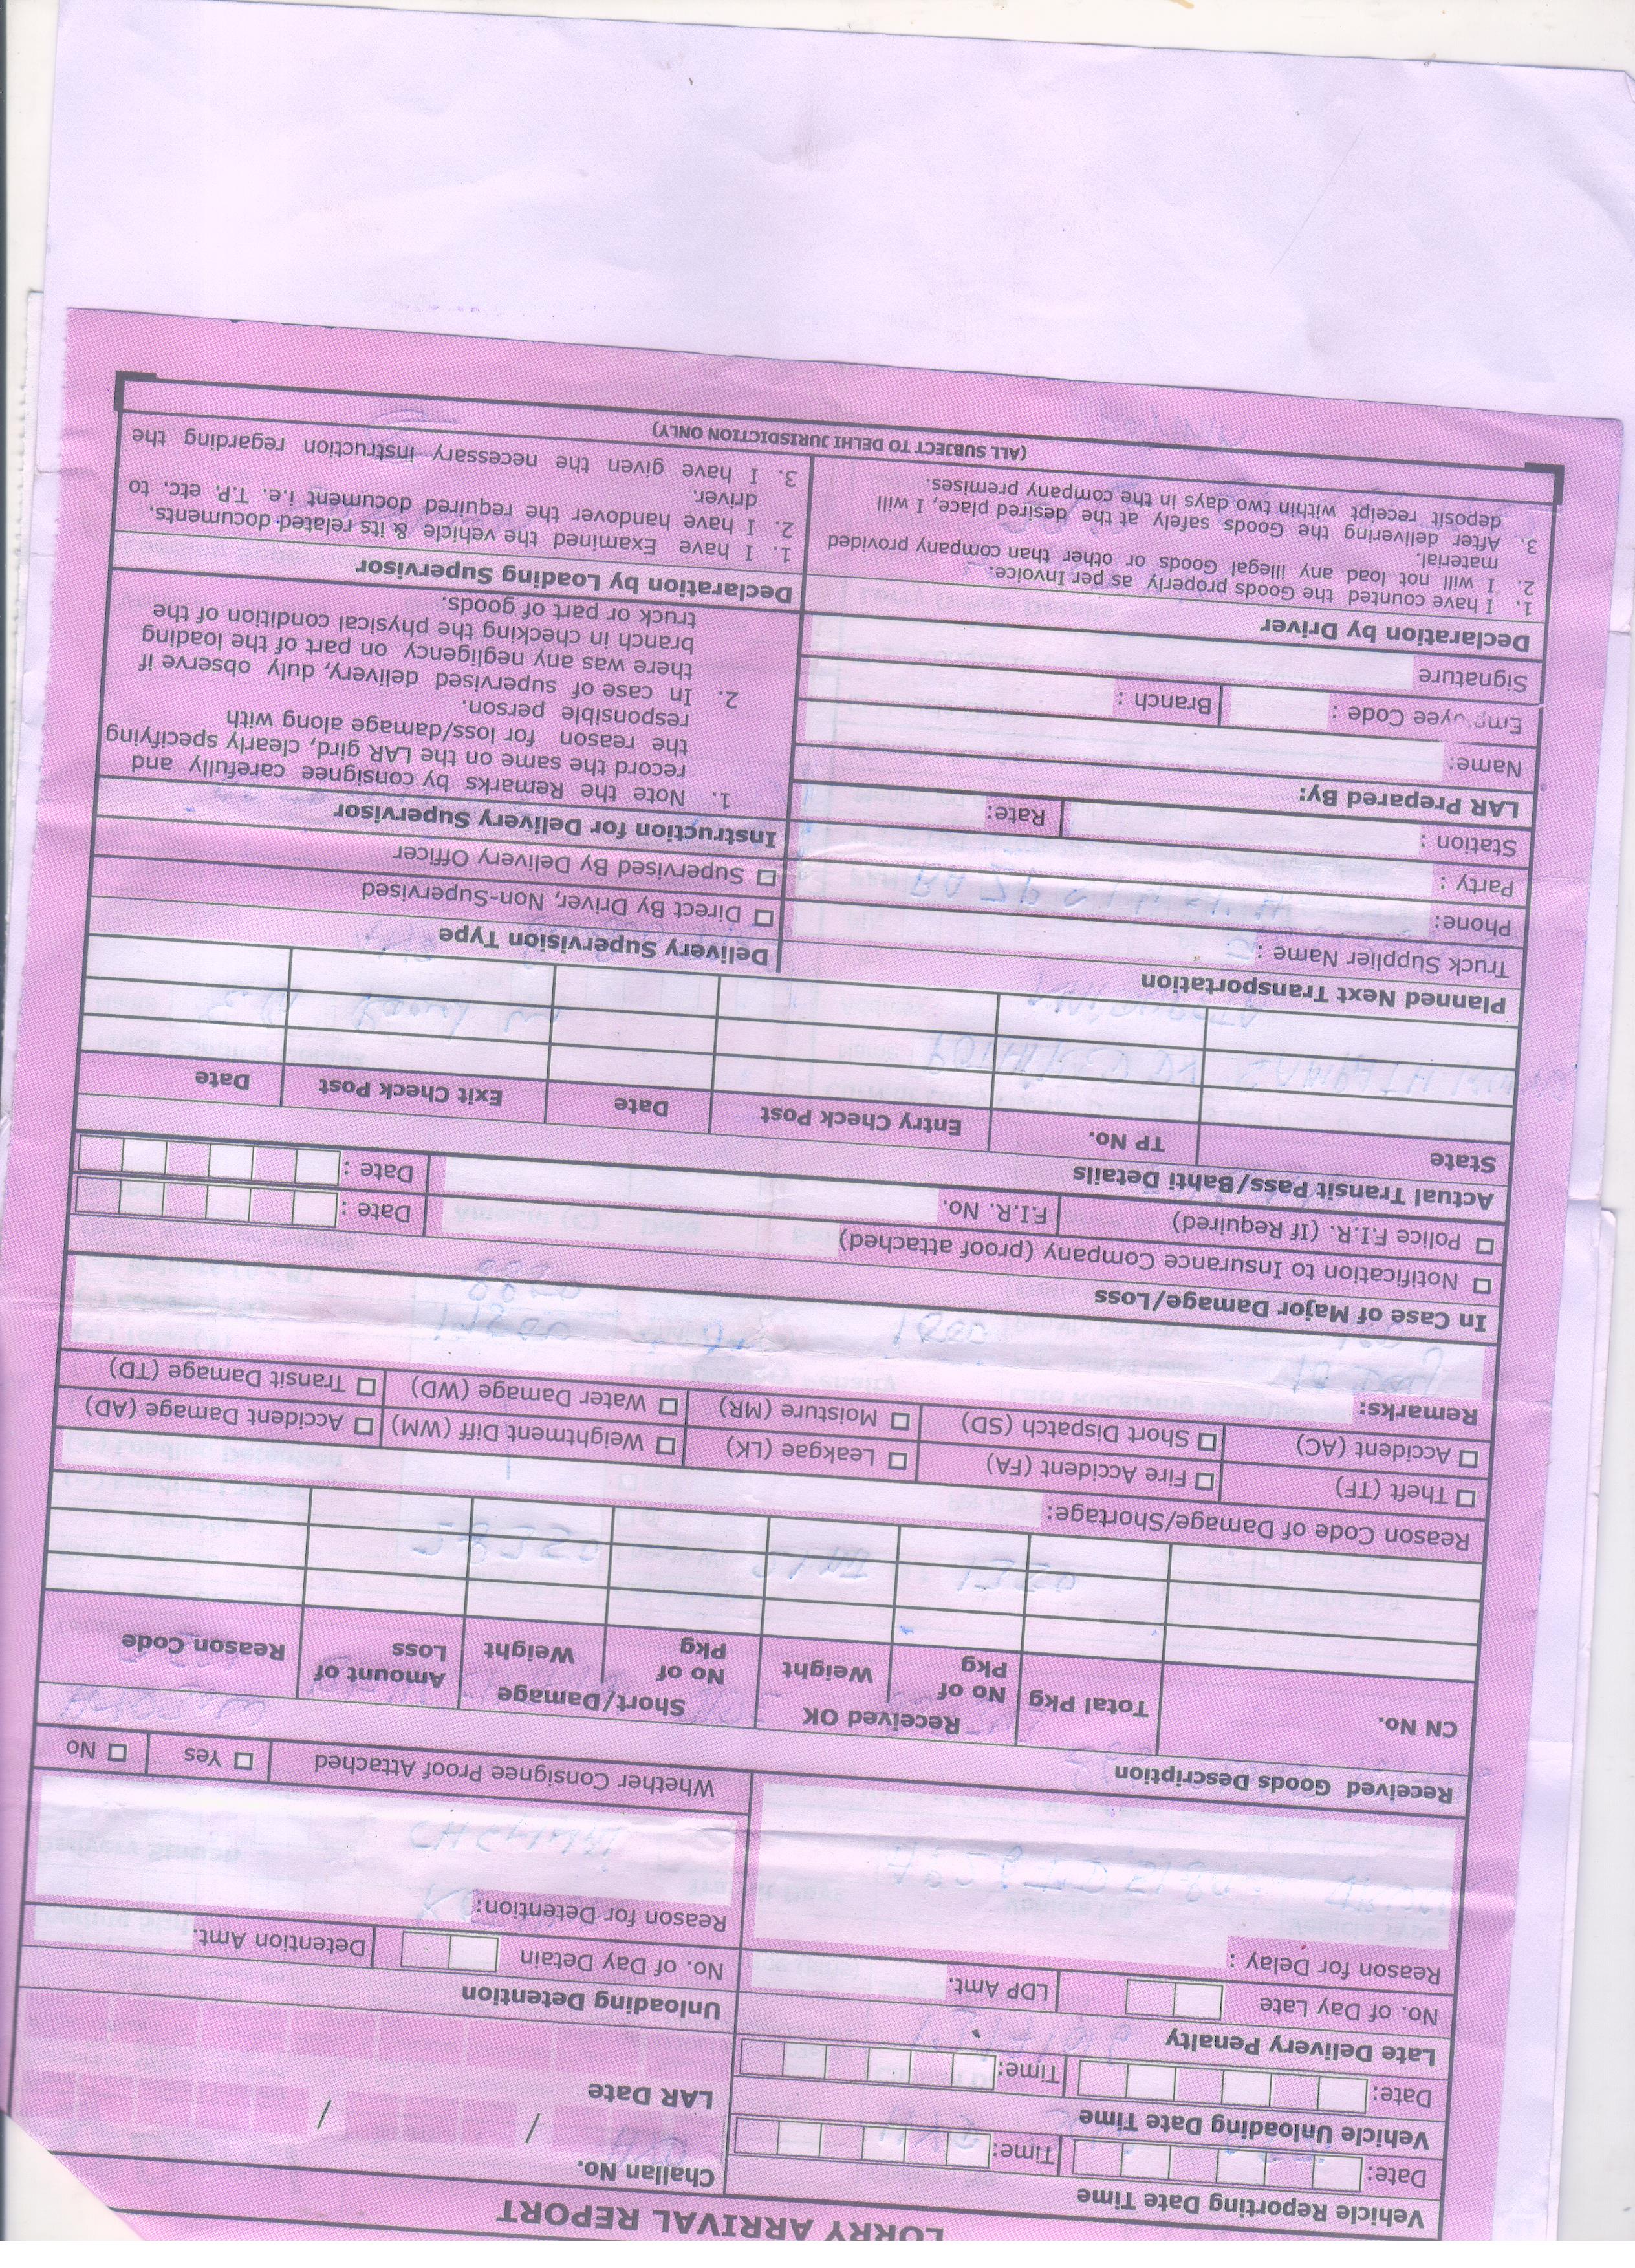 LORRY ARRIVAL REPORT
Vehicle Reporting Date Time
Date:
Time:
Vehicle Unloading Date Time
Date:
Time:
Late Delivery Penalty
No. of Day Late
LDP Amt.
Reason for Delay :
Challan No.
/ /
LAR Date
Unloading Detention
No. of Day Detain
Detention Amt.
Reason for Detention:
Whether Consignee Proof Attached
Yes
No
Received Goods Description
CN No.
Total Pkg
Received OK
No of Pkg
Weight
Short/Damage
No of Pkg
Weight
Amount of Loss
Reason Code
Reason Code of Damage/Shortage:
Theft (TF)
Fire Accident (FA)
Leakgae (LK)
Weightment Diff (WM)
Accident Damage (AD)
Accident (AC)
Short Dispatch (SD)
Moisture (MR)
Water Damage (WD)
Transit Damage (TD)
Remarks:
In Case of Major Damage/Loss
Notification to Insurance Company (proof attached)
Date :
Police F.I.R. (If Required)
F.I.R. No.
Date :
Actual Transit Pass/Bahti Details
State
TP No.
Entry Check Post
Date
Exit Check Post
Date
Planned Next Transportation
Truck Supplier Name :
Phone:
Party :
Station :
Rate:
LAR Prepared By:
Name:
Employee Code :
Branch :
Signature
Declaration by Driver
1. I have counted the Goods properly as per Invoice.
2. I will not load any illegal Goods or other than company provided
material.
3. After delivering the Goods safely at the desired place, I will
deposit receipt within two days in the company premises.
Delivery Supervision Type
Direct By Driver, Non-Supervised
Supervised By Delivery Officer
Instruction for Delivery Supervisor
1. Note the Remarks by consignee carefully and
record the same on the LAR gird, clearly specifying
the reason for loss/damage along with
responsible person.
2. In case of supervised delivery, duly observe if
there was any negligency on part of the loading
branch in checking the physical condition of the
truck or part of goods.
Declaration by Loading Supervisor
1. I have Examined the vehicle & its related documents.
2. I have handover the required document i.e. T.P. etc. to
driver.
3. I have given the necessary instruction regarding the
(ALL SUBJECT TO DELHI JURISDICTION ONLY)